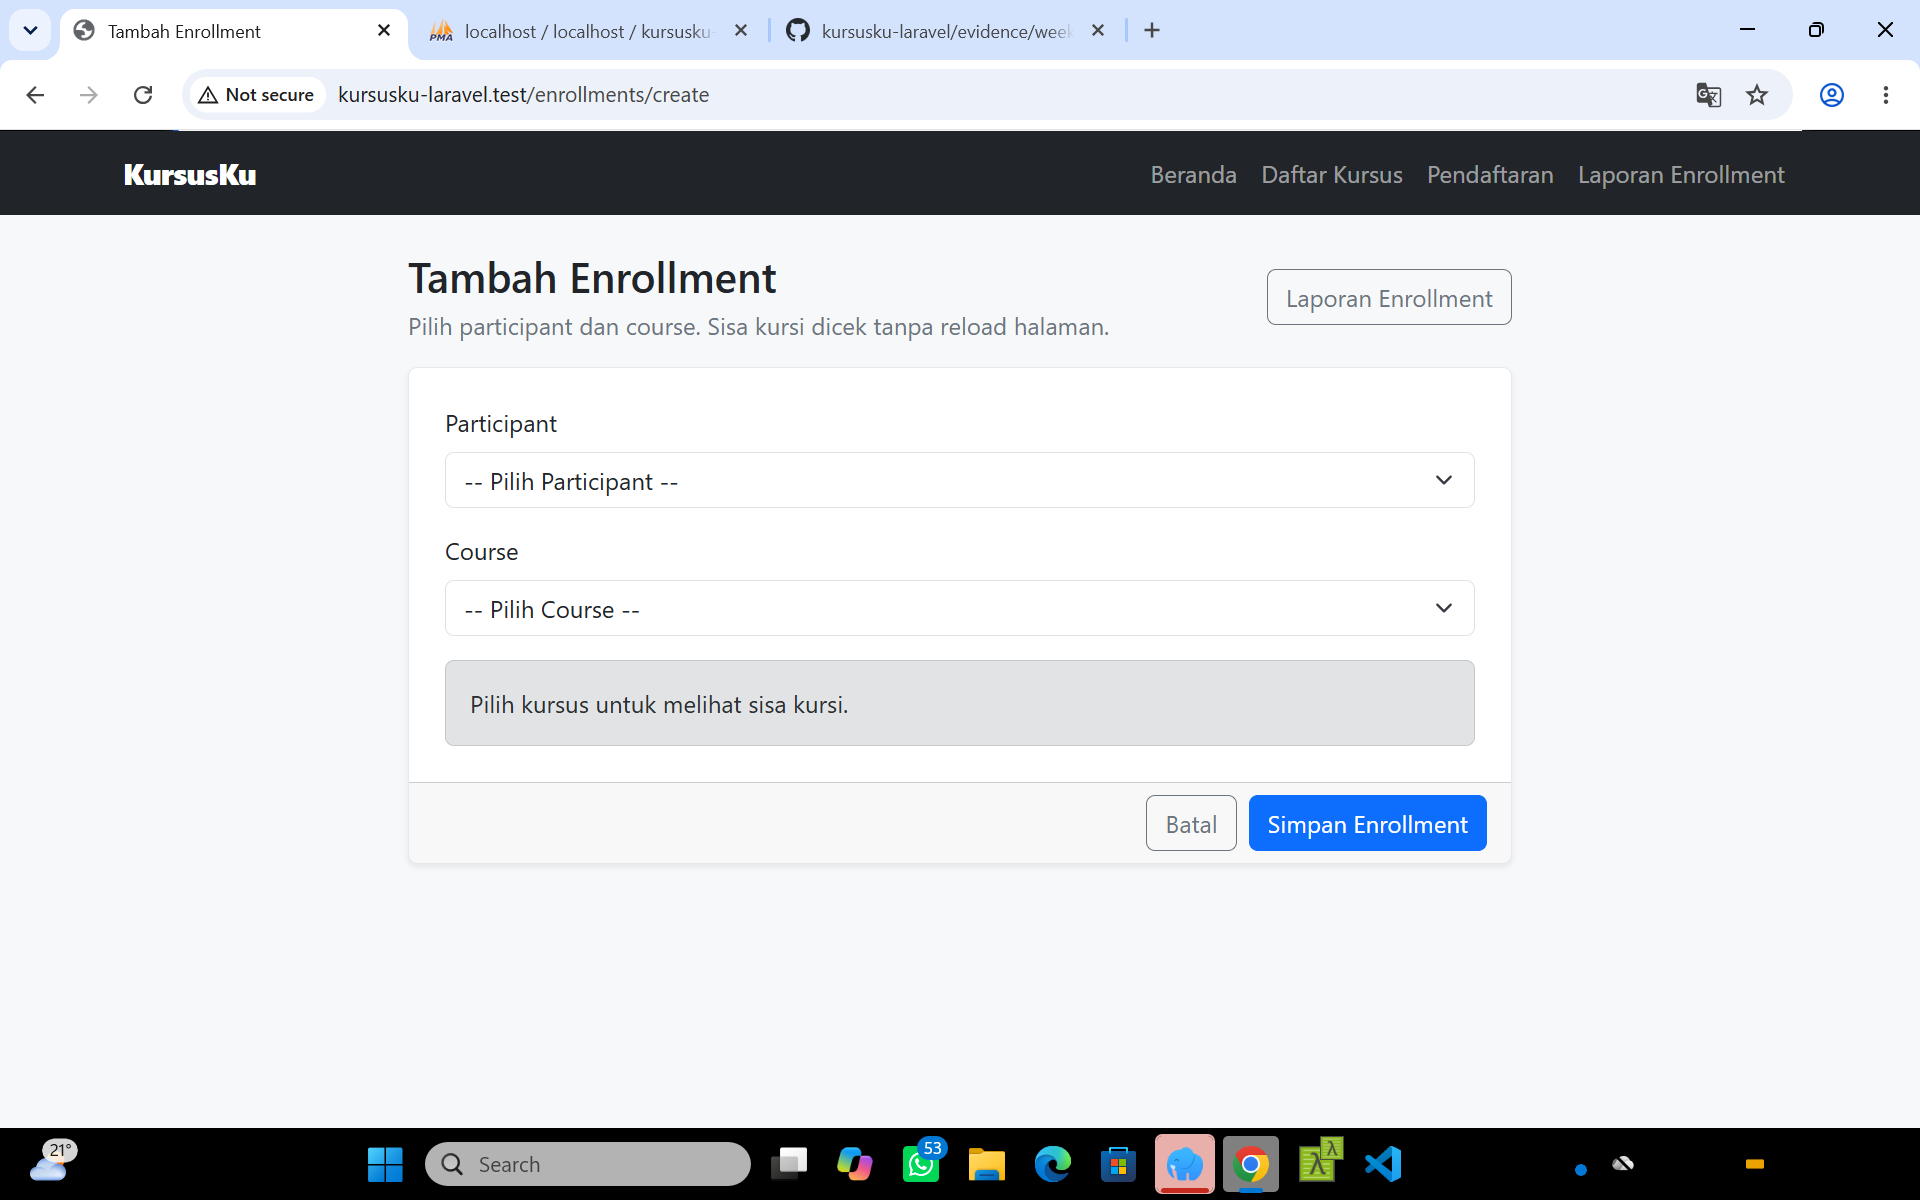 Tambah Enrollment
localhost / localhost / kursusku-
kursusku-laravel/evidence/week
Not secure
kursusku-laravel.test/enrollments/create
KursusKu
Beranda
Daftar Kursus
Pendaftaran
Laporan Enrollment
Tambah Enrollment
Pilih participant dan course. Sisa kursi dicek tanpa reload halaman.
Laporan Enrollment
Participant
-- Pilih Participant --
Course
-- Pilih Course --
Pilih kursus untuk melihat sisa kursi.
Batal
Simpan Enrollment
21°
Search
53